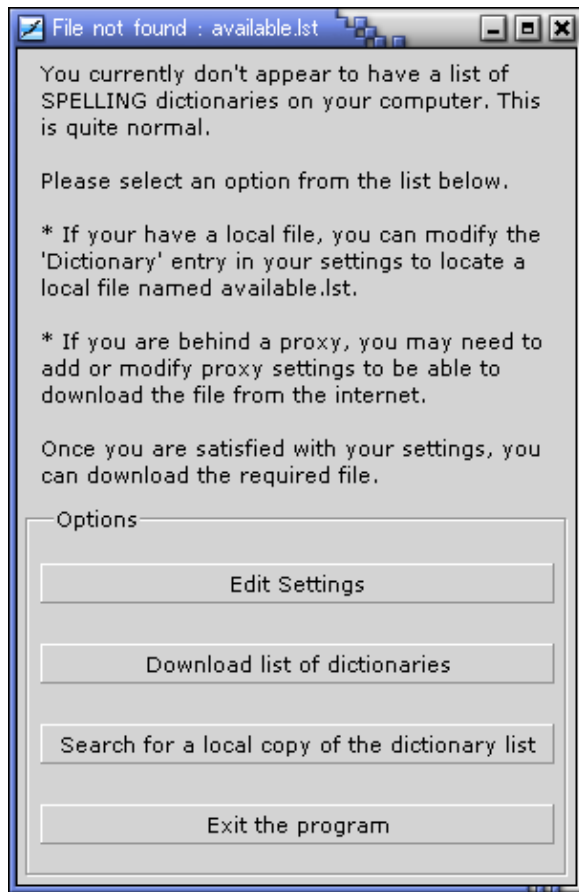 File not found : available.lst
You currently don't appear to have a list of
SPELLING dictionaries on your computer. This
is quite normal.
Please select an option from the list below.
* If your have a local file, you can modify the
'Dictionary' entry in your settings to locate a
local file named available.lst.
* If you are behind a proxy, you may need to
add or modify proxy settings to be able to
download the file from the internet.
Once you are satisfied with your settings, you
can download the required file.
Options
Edit Settings
Download list of dictionaries
Search for a local copy of the dictionary list
Exit the program